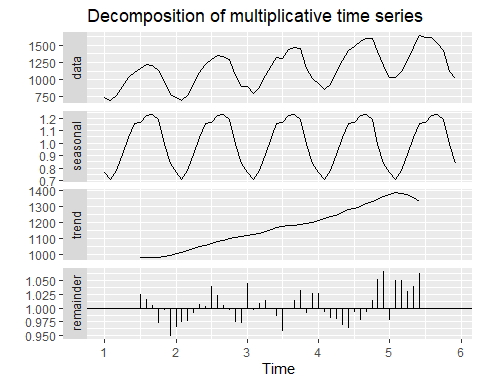 Decomposition of multiplicative time series
data
1500
1250
1000
750
seasonal
1.2
1.1
1.0
0.9
0.8
0.7
trend
1400
1300
1200
1100
1000
remainder
1.050
1.025
1.000
0.975
0.950
1 2 3 4 5 6
Time